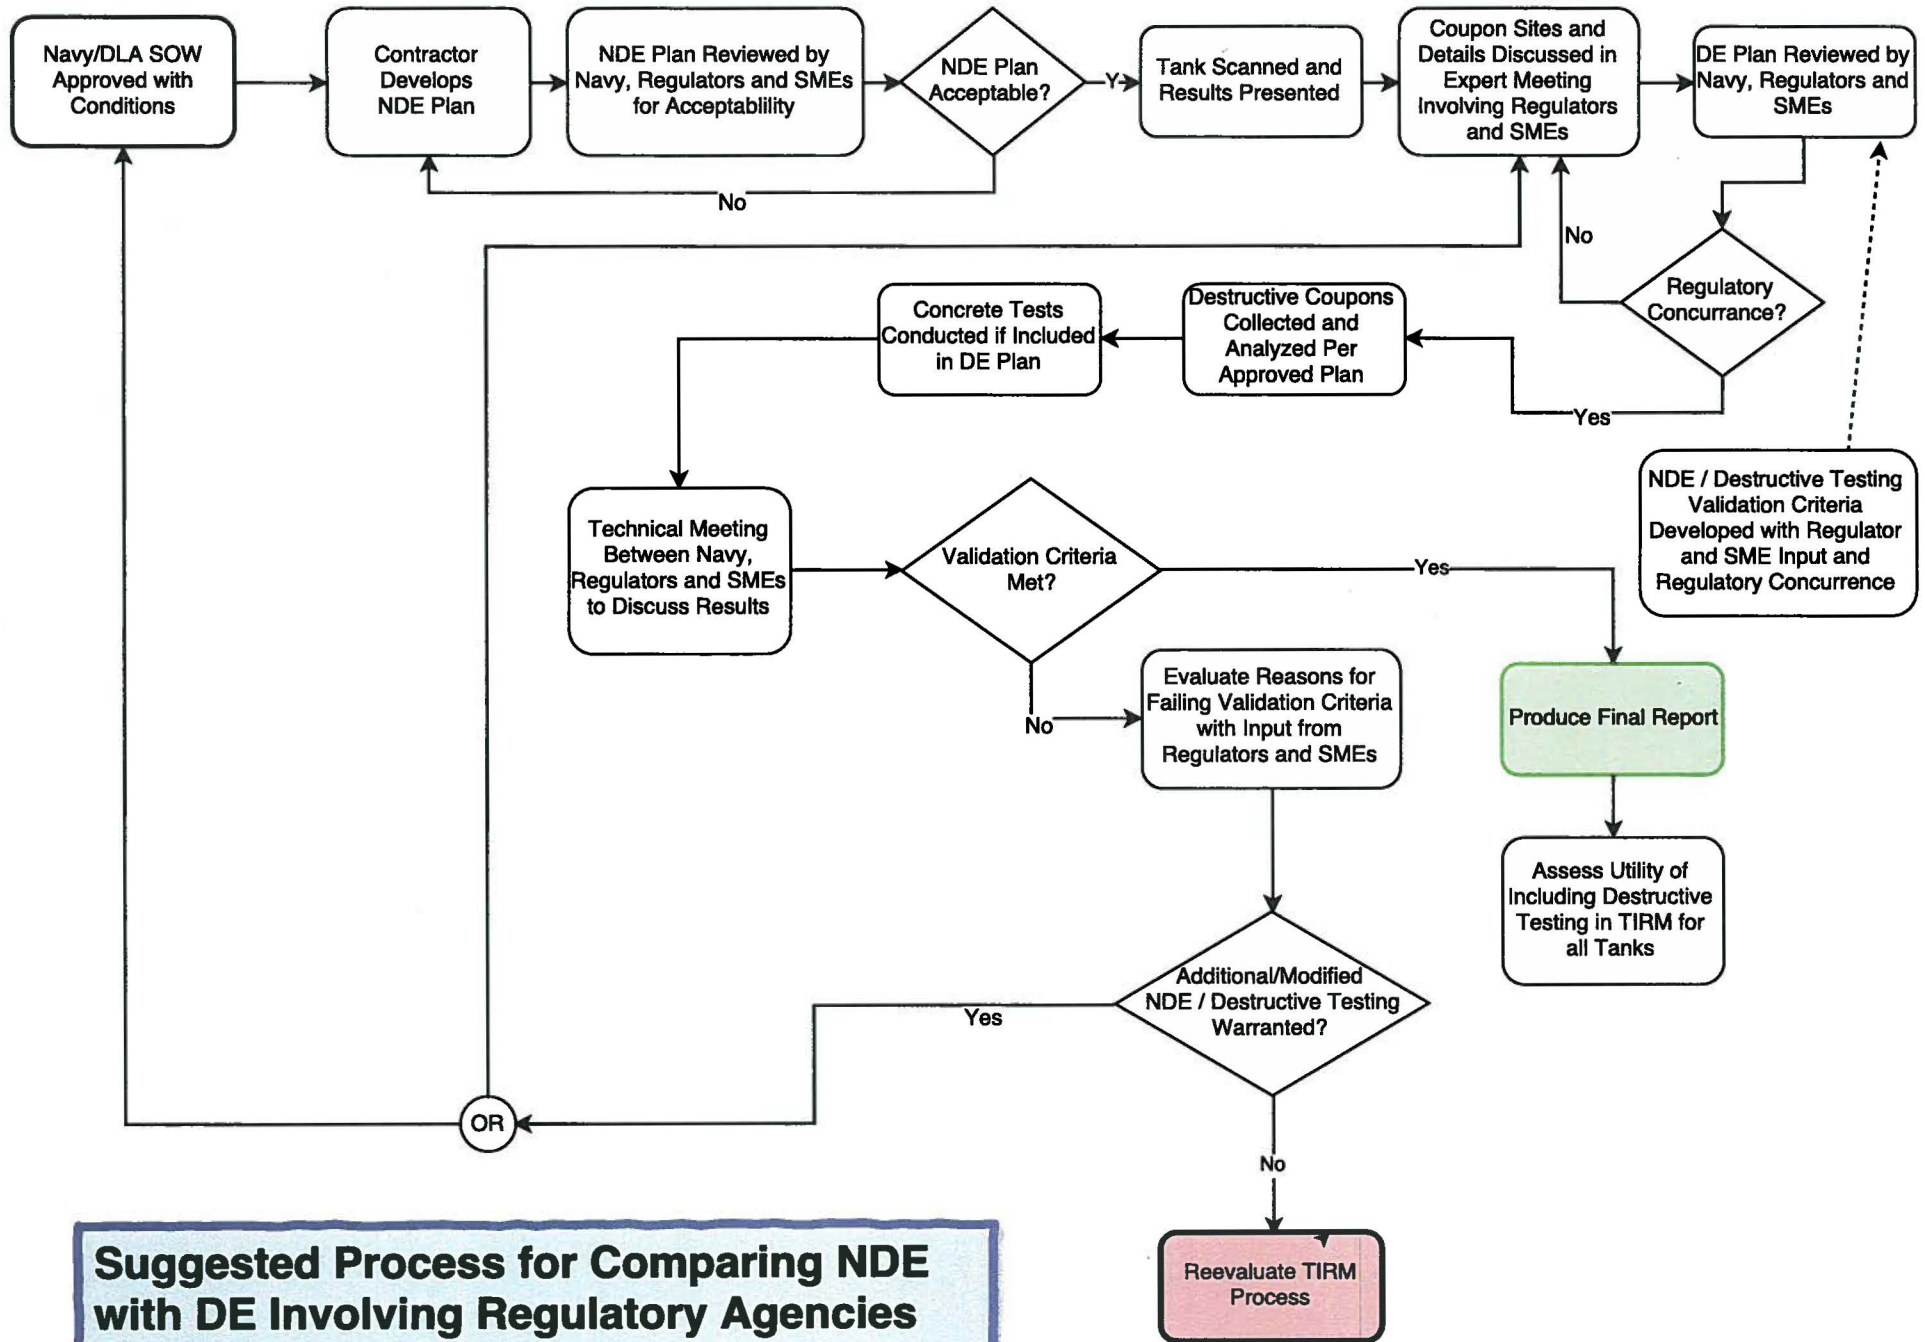 Navy/DLA SOW
Approved with
Conditions
Contractor
Develops
NDE Plan
NDE Plan Reviewed by
Navy, Regulators and SMEs
for Acceptablility
NDE Plan
Acceptable?
Y
Tank Scanned and
Results Presented
Coupon Sites and
Details Discussed in
Expert Meeting
Involving Regulators
and SMEs
DE Plan Reviewed by
Navy, Regulators and
SMEs
No
No
Regulatory
Concurrance?
Yes
Destructive Coupons
Collected and
Analyzed Per
Approved Plan
Concrete Tests
Conducted if Included
in DE Plan
NDE / Destructive Testing
Validation Criteria
Developed with Regulator
and SME Input and
Regulatory Concurrence
Technical Meeting
Between Navy,
Regulators and SMEs
to Discuss Results
Validation Criteria
Met?
Yes
No
Evaluate Reasons for
Failing Validation Criteria
with Input from
Regulators and SMEs
Produce Final Report
Assess Utility of
Including Destructive
Testing in TIRM for
all Tanks
Additional/Modified
NDE / Destructive Testing
Warranted?
Yes
OR
No
Reevaluate TIRM
Process
Suggested Process for Comparing NDE
with DE Involving Regulatory Agencies